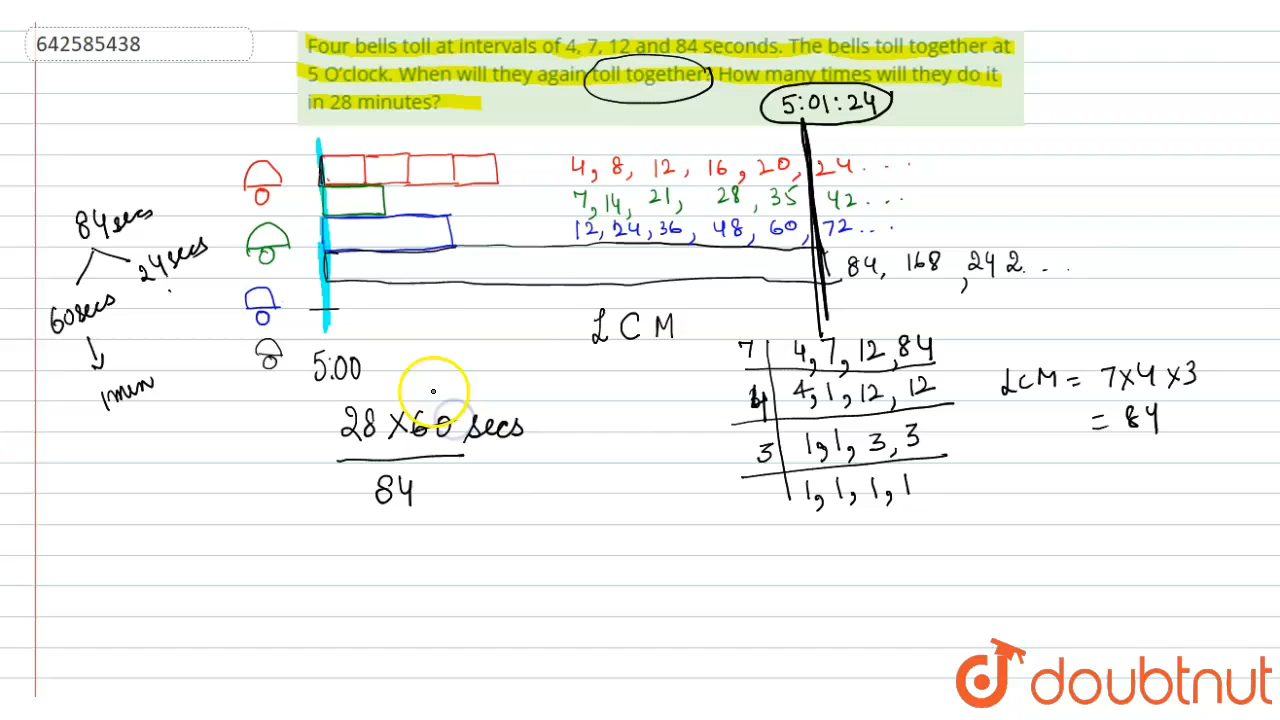 642585438
Four bells toll at intervals of 4, 7, 12 and 84 seconds. The bells toll together at
5 O'clock. When will they again toll together? How many times will they do it
in 28 minutes?
5:01:24
4, 8, 12, 16, 20, 24 . . .
7, 14, 21, 28, 35 42 . . .
12, 24, 36, 48, 60, 72 . . .
84, 168, 242 . . .
84 secs
24 secs
60 secs
1 min
5:00
LCM
28 × 60 secs
84
7 | 4, 7, 12, 84
4 | 4, 1, 12, 12
3 | 1, 1, 3, 3
1, 1, 1, 1
LCM = 7×4×3
= 84
doubtnut